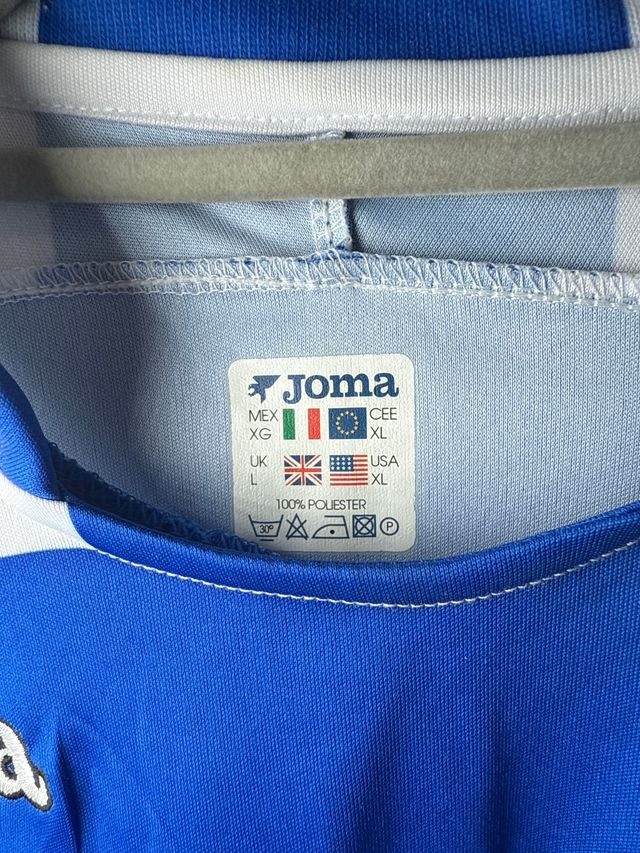 Joma
MEX CEE
XG XL
UK USA
L XL
100% POLIESTER
30° P